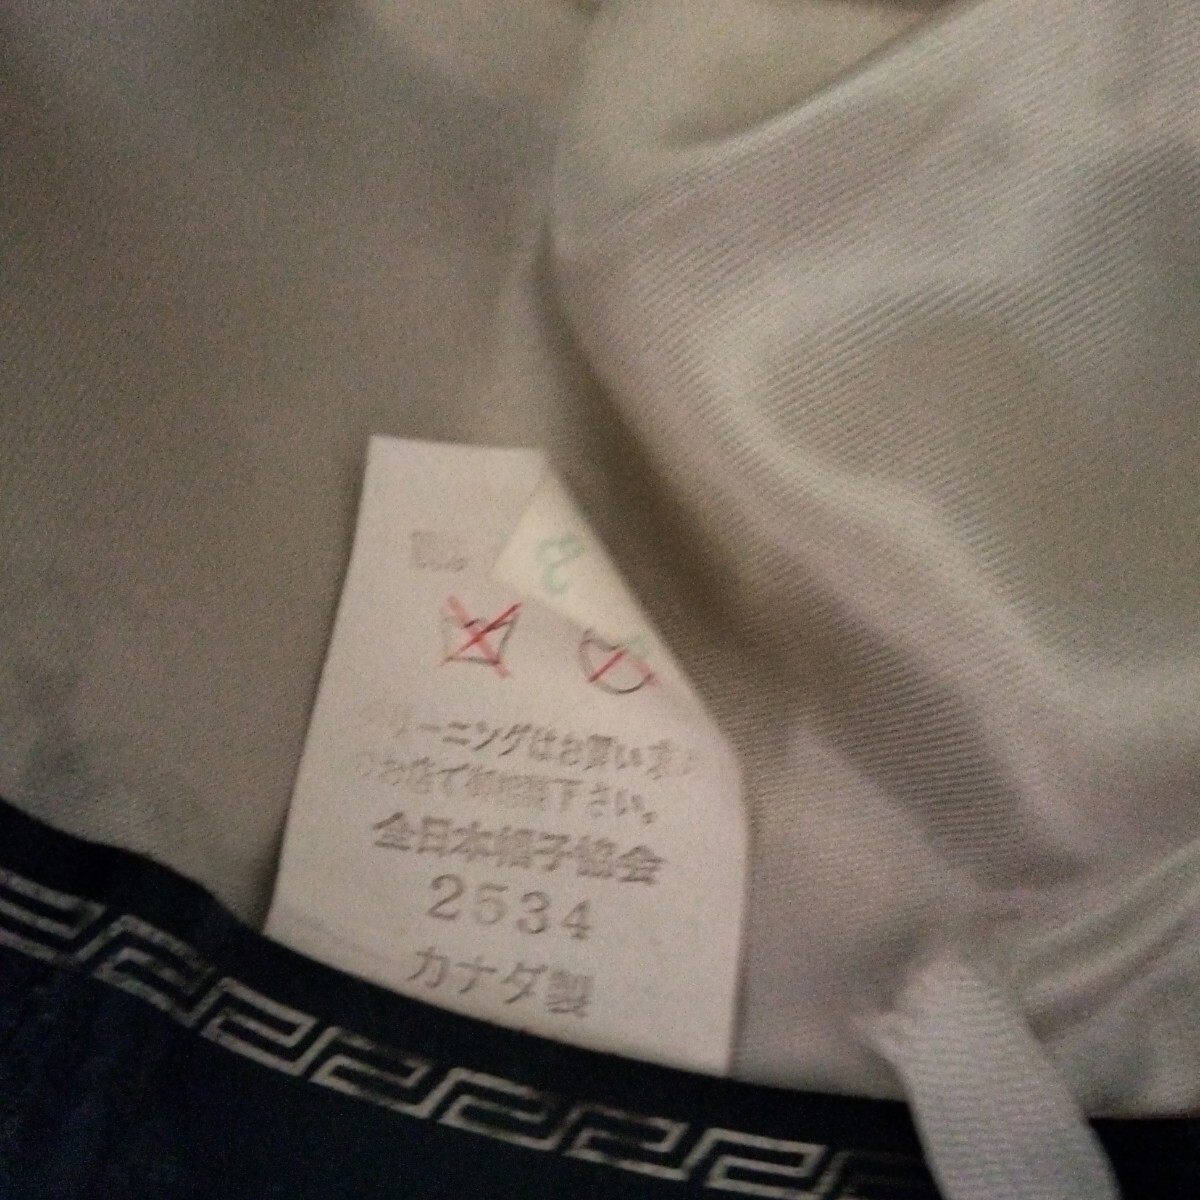 クリーニングはお買い求め
のお店で御相談下さい。
全日本帽子協会
2534
カナダ製